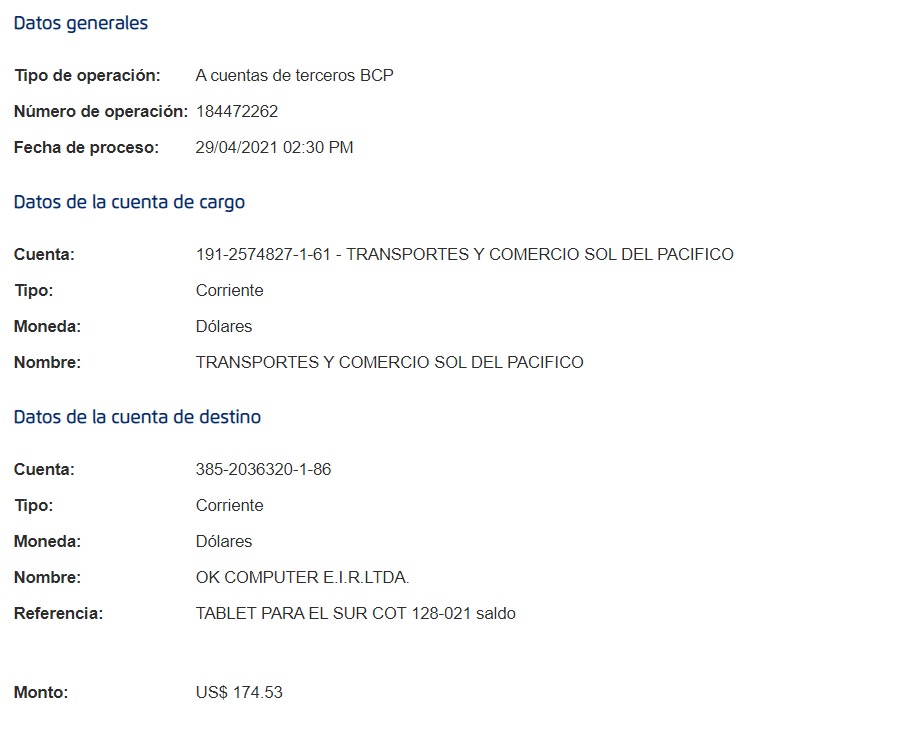 Datos generales
Tipo de operación: A cuentas de terceros BCP
Número de operación: 184472262
Fecha de proceso: 29/04/2021 02:30 PM
Datos de la cuenta de cargo
Cuenta: 191-2574827-1-61 - TRANSPORTES Y COMERCIO SOL DEL PACIFICO
Tipo: Corriente
Moneda: Dólares
Nombre: TRANSPORTES Y COMERCIO SOL DEL PACIFICO
Datos de la cuenta de destino
Cuenta: 385-2036320-1-86
Tipo: Corriente
Moneda: Dólares
Nombre: OK COMPUTER E.I.R.LTDA.
Referencia: TABLET PARA EL SUR COT 128-021 saldo
Monto: US$ 174.53